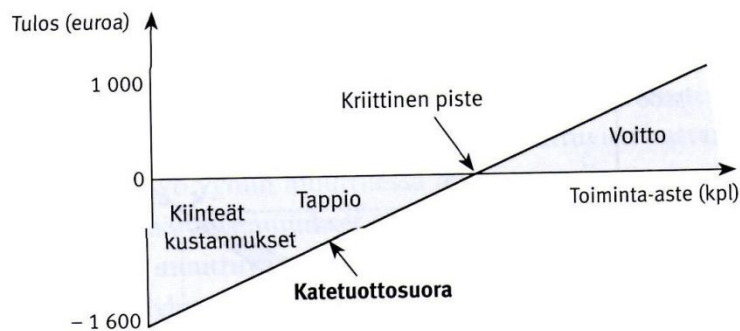 Tulos (euroa)
1 000
Kriittinen piste
Voitto
0
Toiminta-aste (kpl)
Kiinteät
kustannukset
Tappio
Katetuottosuora
– 1 600